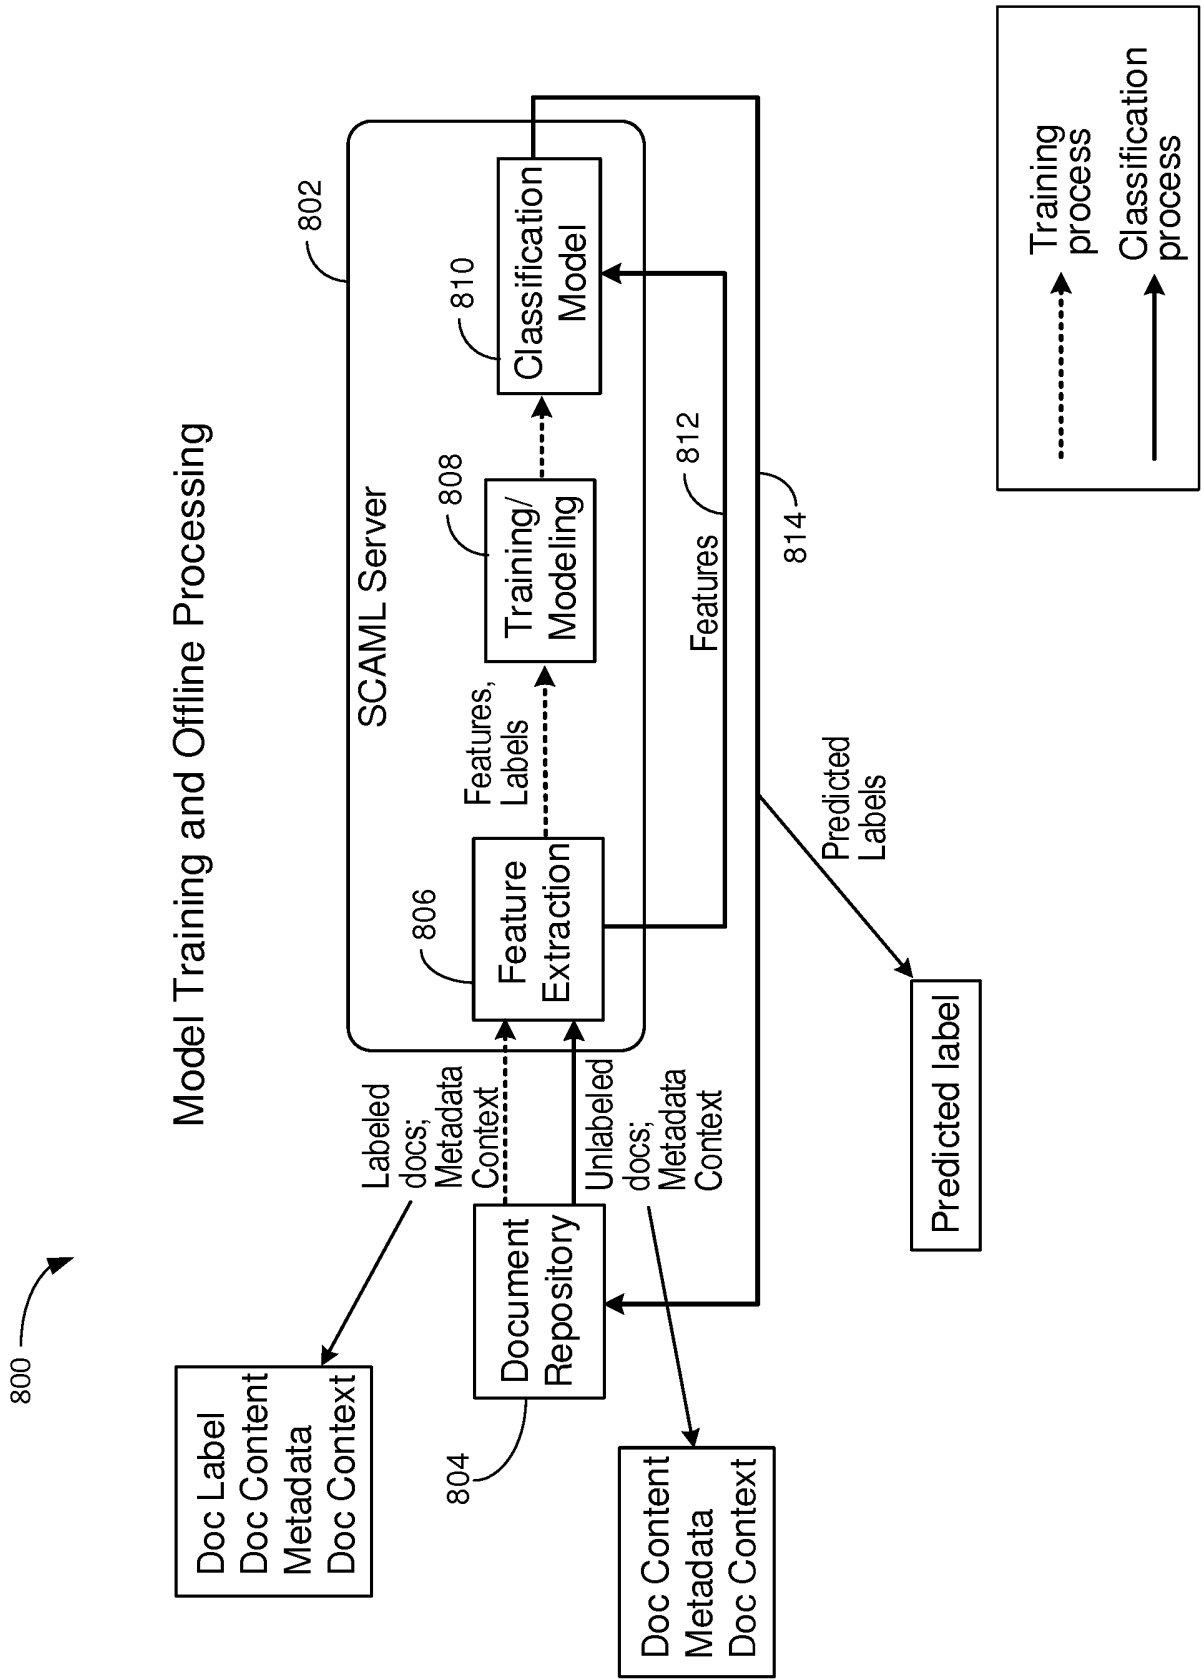 800
Model Training and Offline Processing
Doc Label
Doc Content
Metadata
Doc Context
Labeled
docs;
Metadata
Context
802
SCAML Server
804
Document
Repository
806
Feature
Extraction
Features,
Labels
808
Training/
Modeling
810
Classification
Model
Unlabeled
docs;
Metadata
Context
Features
812
814
Doc Content
Metadata
Doc Context
Predicted
Labels
Predicted label
Training
process
Classification
process